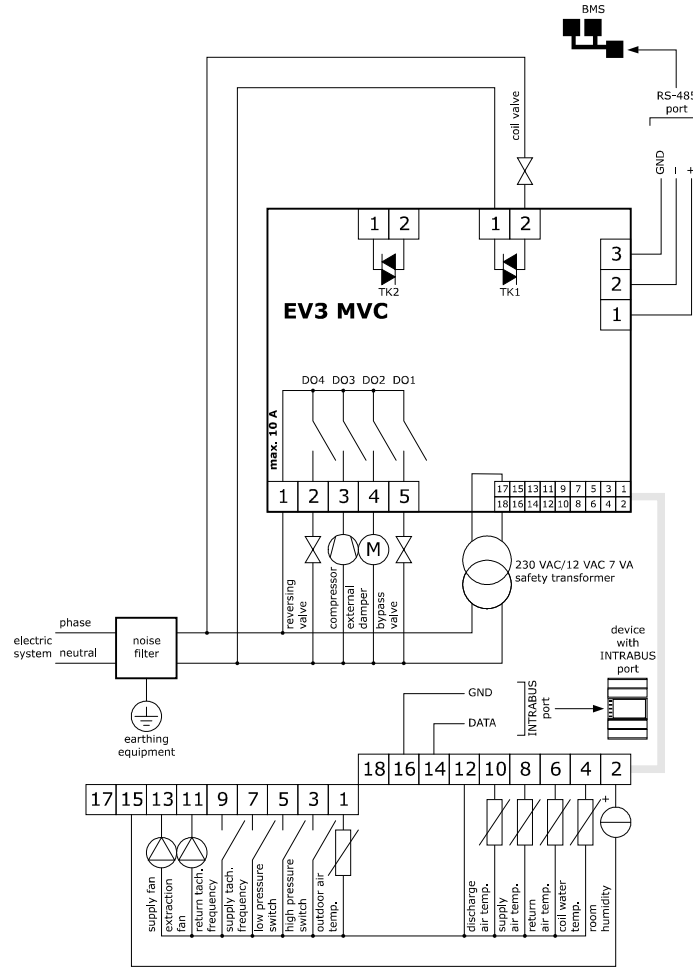 BMS
RS-485
port
coil valve
GND
–
+
1 2
1 2
TK2
TK1
3
2
1
EV3 MVC
DO4 DO3 DO2 DO1
max. 10 A
1 2 3 4 5
17 15 13 11 9 7 5 3 1
18 16 14 12 10 8 6 4 2
M
230 VAC/12 VAC 7 VA
safety transformer
reversing
valve
compressor
external
damper
bypass
valve
phase
electric
system
neutral
noise
filter
earthing
equipment
device
with
INTRABUS
port
GND
DATA
INTRABUS
port
18 16 14 12 10 8 6 4 2
17 15 13 11 9 7 5 3 1
+
supply fan
extraction
fan
return tach.
frequency
supply tach.
frequency
low pressure
switch
high pressure
switch
outdoor air
temp.
discharge
air temp.
supply
air temp.
return
air temp.
coil water
temp.
room
humidity